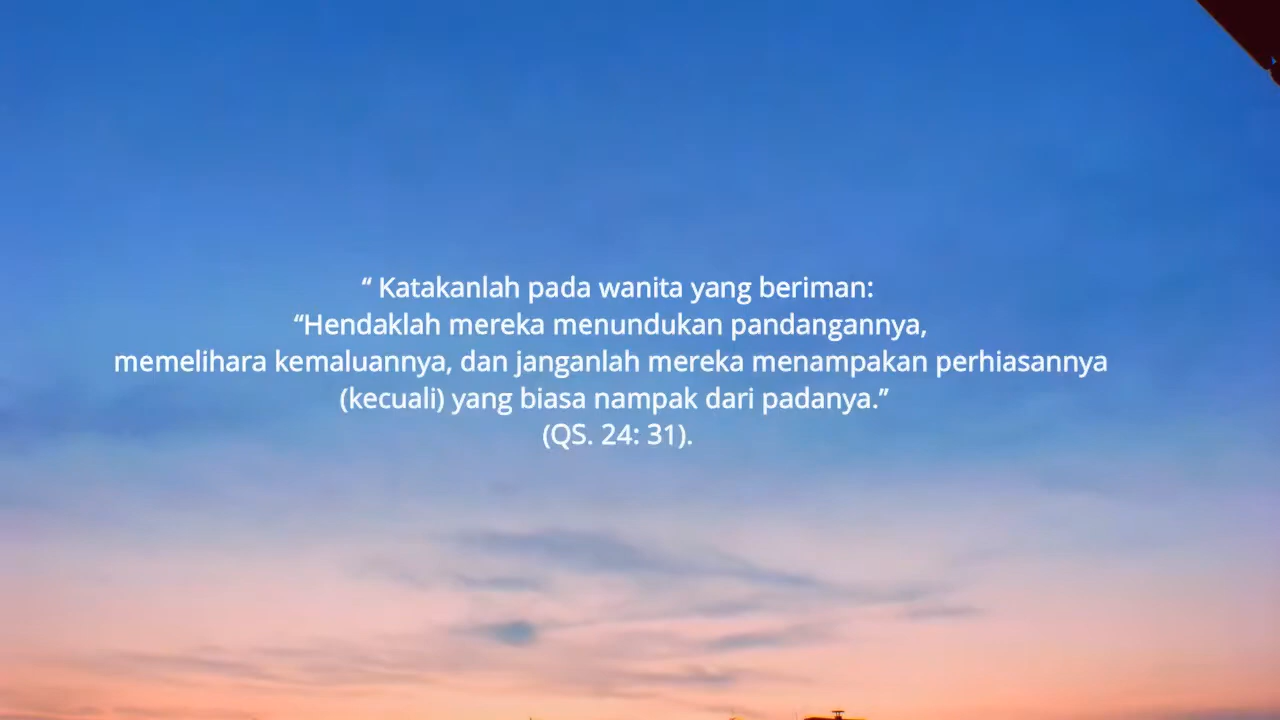 “ Katakanlah pada wanita yang beriman:
“Hendaklah mereka menundukan pandangannya,
memelihara kemaluannya, dan janganlah mereka menampakan perhiasannya
(kecuali) yang biasa nampak dari padanya.”
(QS. 24: 31).